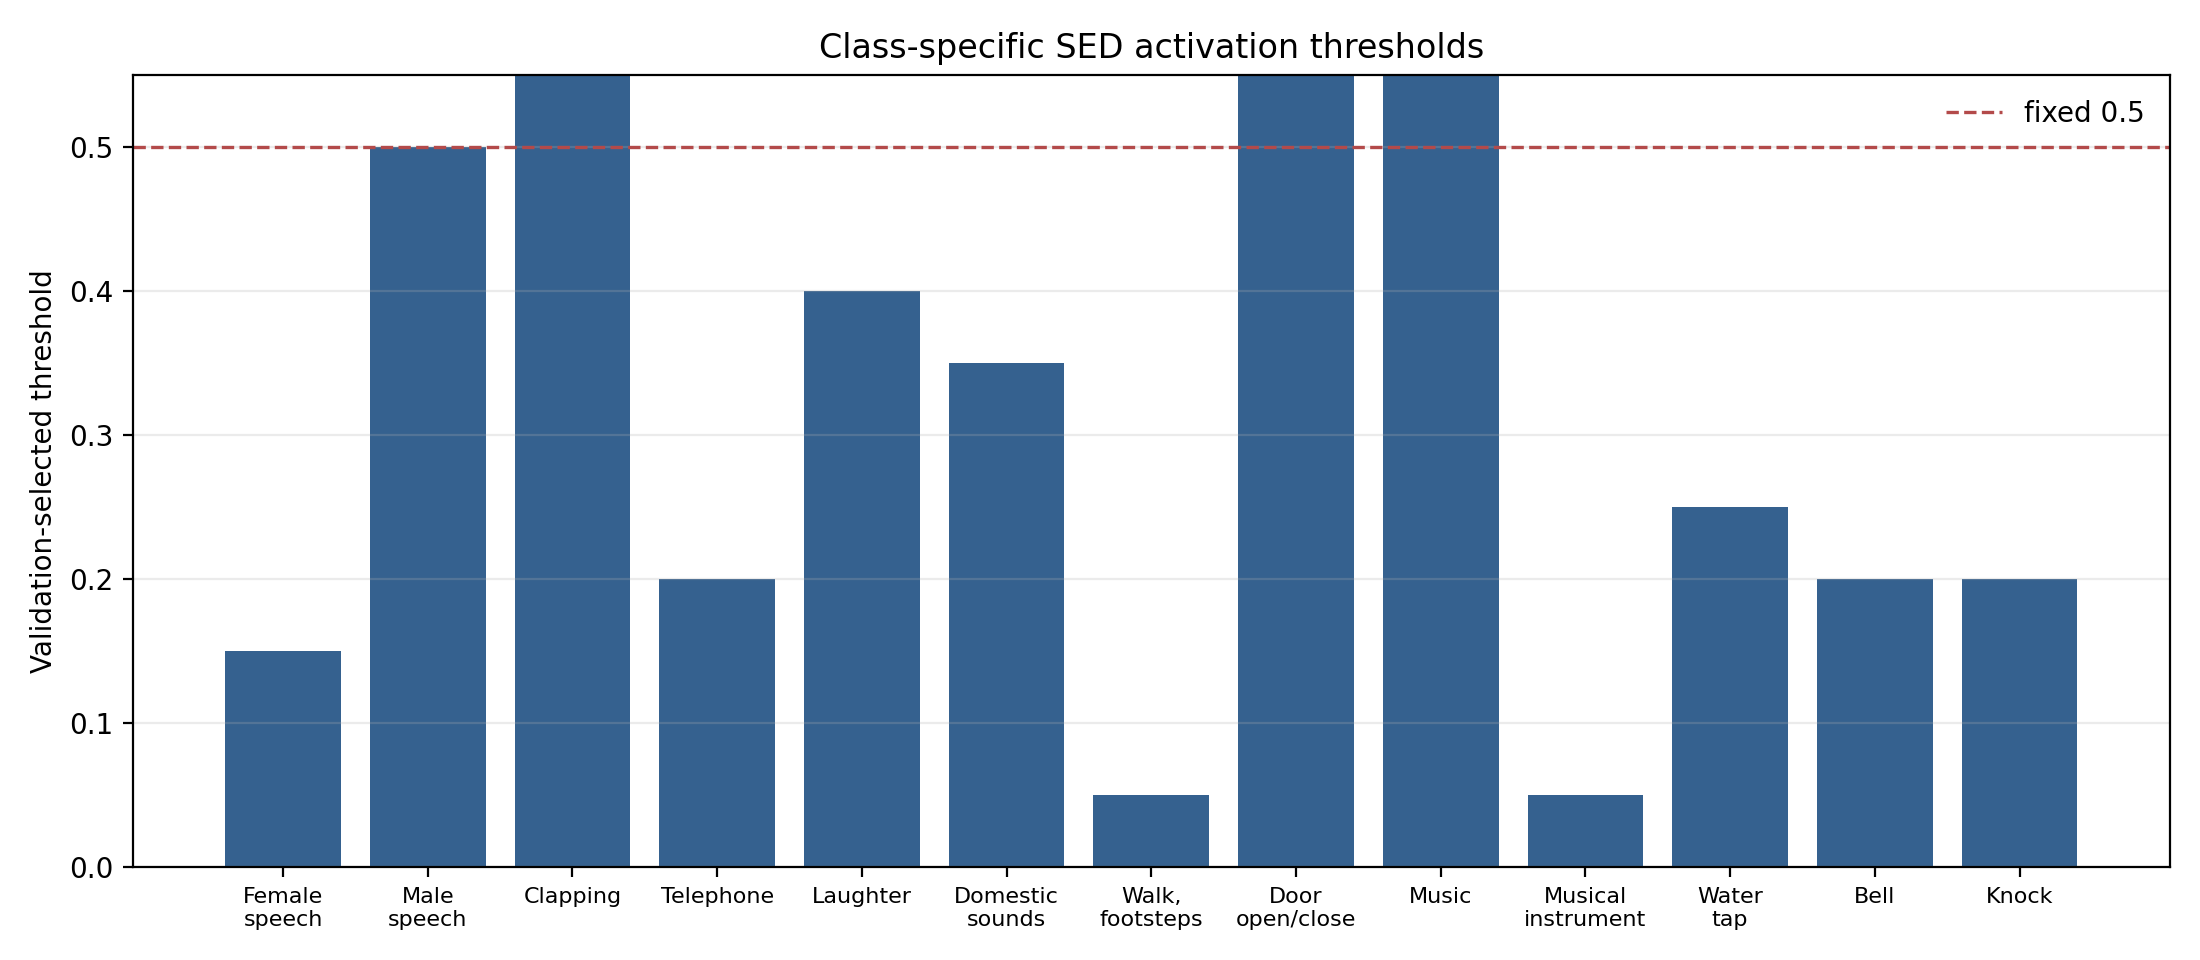 Class-specific SED activation thresholds
fixed 0.5
Validation-selected threshold
0.5
0.4
0.3
0.2
0.1
0.0
Female
speech
Male
speech
Clapping
Telephone
Laughter
Domestic
sounds
Walk,
footsteps
Door
open/close
Music
Musical
instrument
Water
tap
Bell
Knock